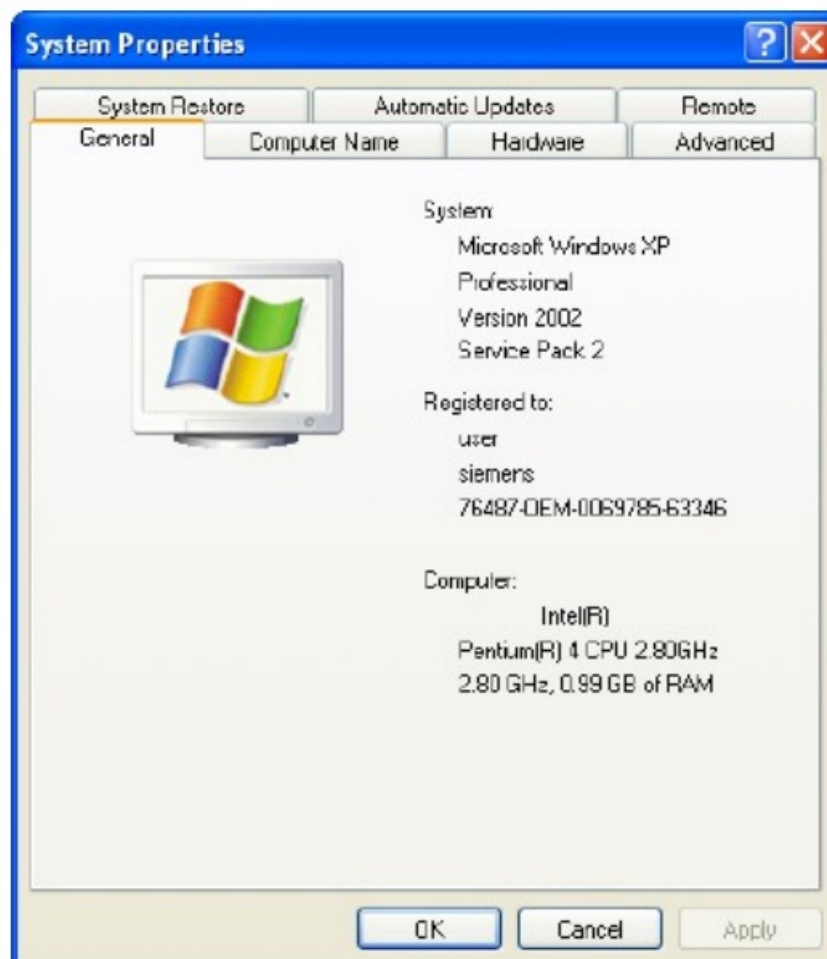 System Properties
System Restore
Automatic Updates
Remote
General
Computer Name
Hardware
Advanced
System:
Microsoft Windows XP
Professional
Version 2002
Service Pack 2
Registered to:
user
siemens
76487-OEM-0069785-63346
Computer:
Intel(R)
Pentium(R) 4 CPU 2.80GHz
2.80 GHz, 0.99 GB of RAM
OK
Cancel
Apply